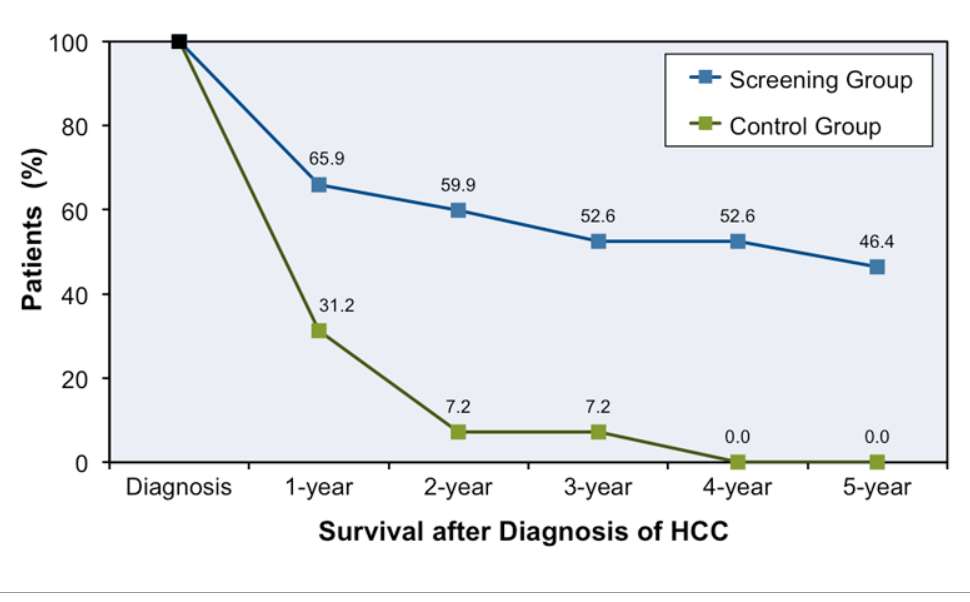 100
80
60
40
20
0
Patients (%)
Screening Group
Control Group
65.9
59.9
52.6
52.6
46.4
31.2
7.2
7.2
0.0
0.0
Diagnosis
1-year
2-year
3-year
4-year
5-year
Survival after Diagnosis of HCC